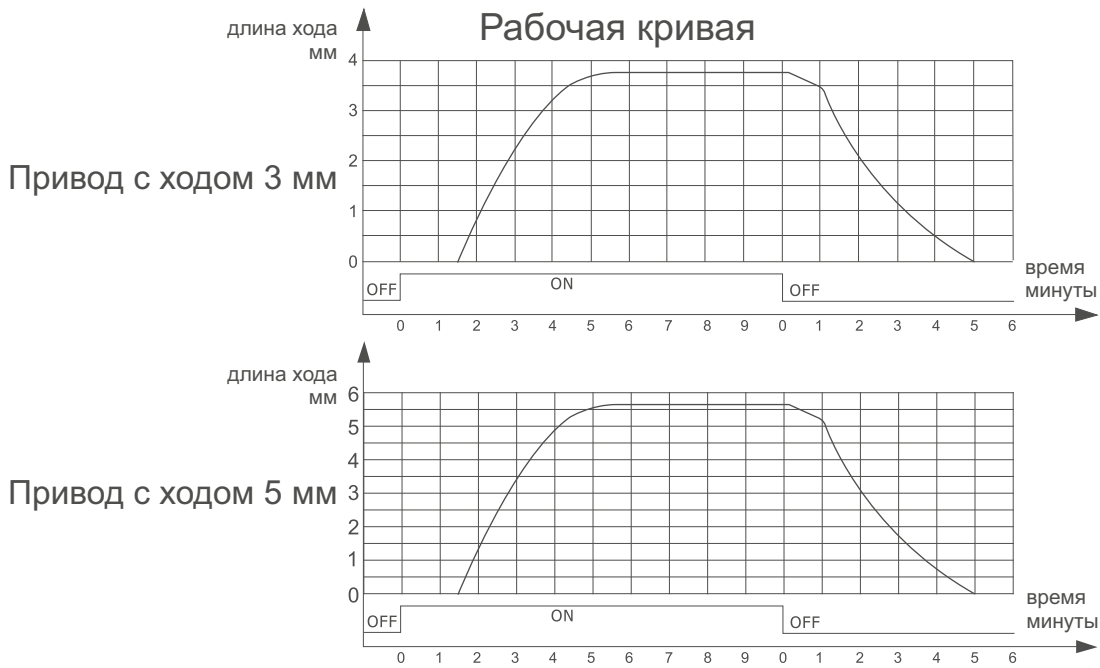 Рабочая кривая
длина хода
мм
4
3
2
1
0
Привод с ходом 3 мм
OFF
ON
OFF
время
минуты
0 1 2 3 4 5 6 7 8 9 0 1 2 3 4 5 6
длина хода
мм
6
5
4
3
2
1
0
Привод с ходом 5 мм
OFF
ON
OFF
время
минуты
0 1 2 3 4 5 6 7 8 9 0 1 2 3 4 5 6